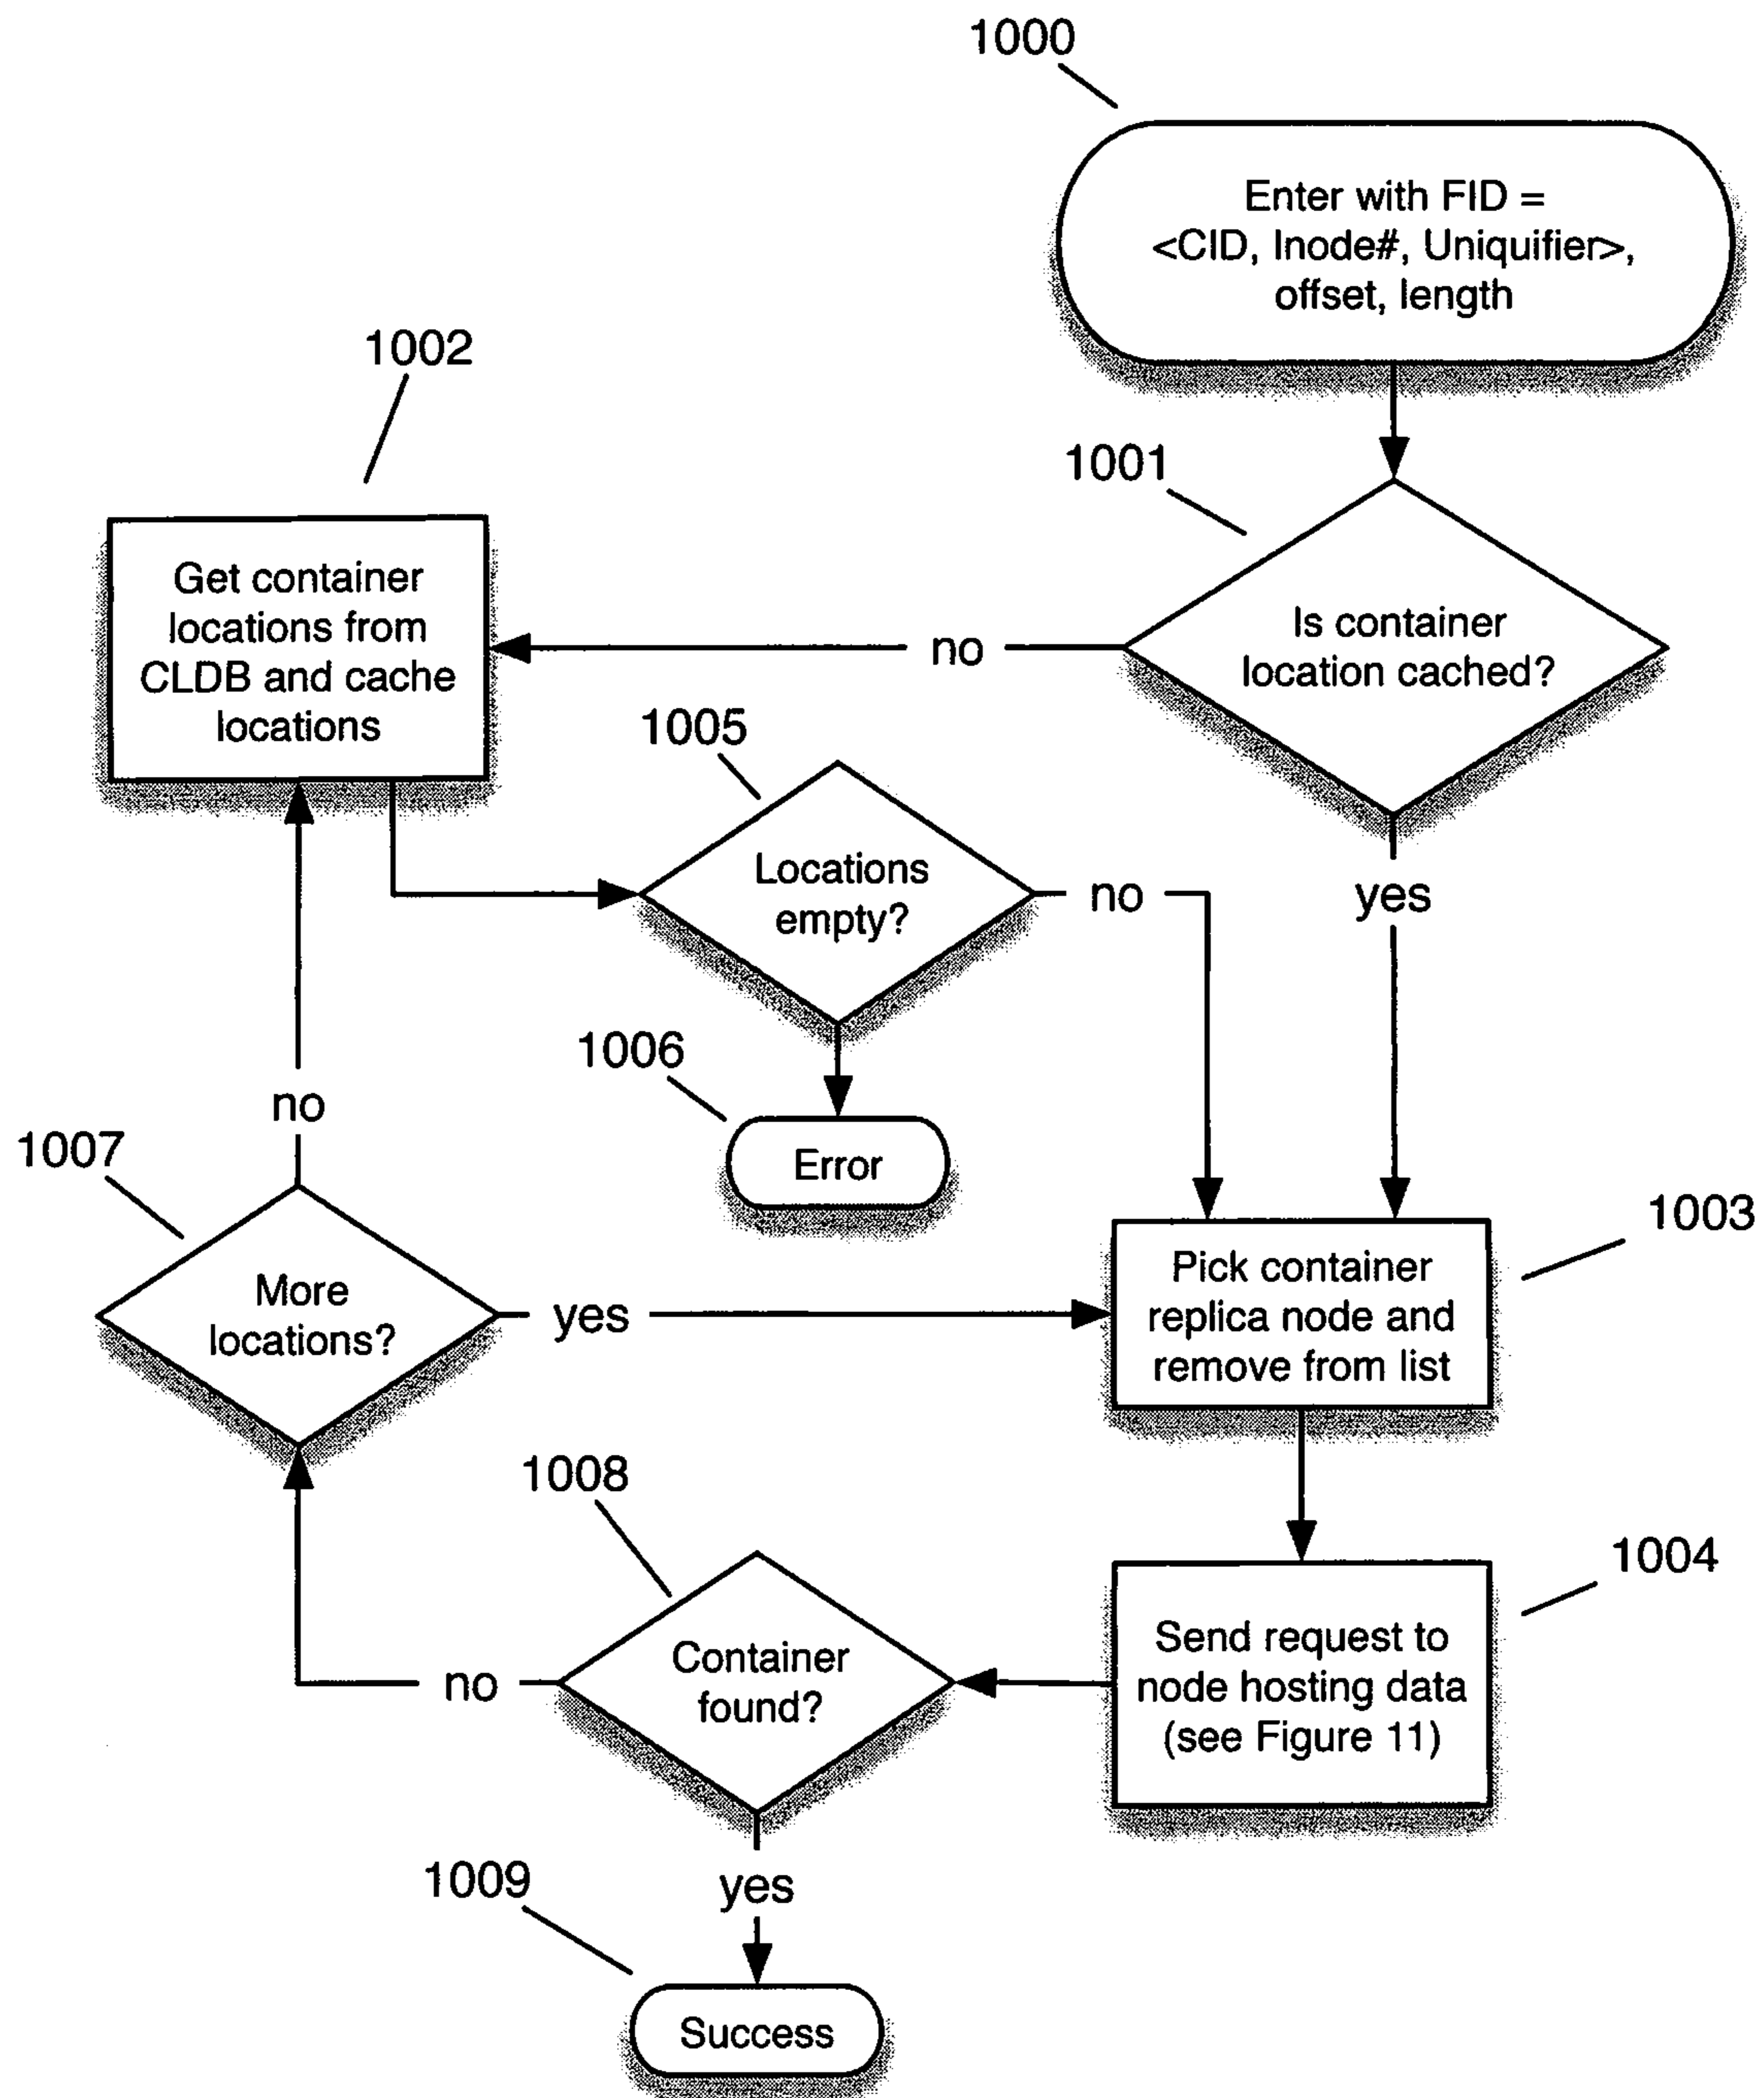 1000
Enter with FID =
<CID, Inode#, Uniquifier>,
offset, length
1002
1001
Get container
locations from
CLDB and cache
locations
no
Is container
location cached?
1005
Locations
empty?
no
yes
1006
Error
no
1007
More
locations?
yes
1003
Pick container
replica node and
remove from list
1008
Container
found?
no
1004
Send request to
node hosting data
(see Figure 11)
yes
1009
Success